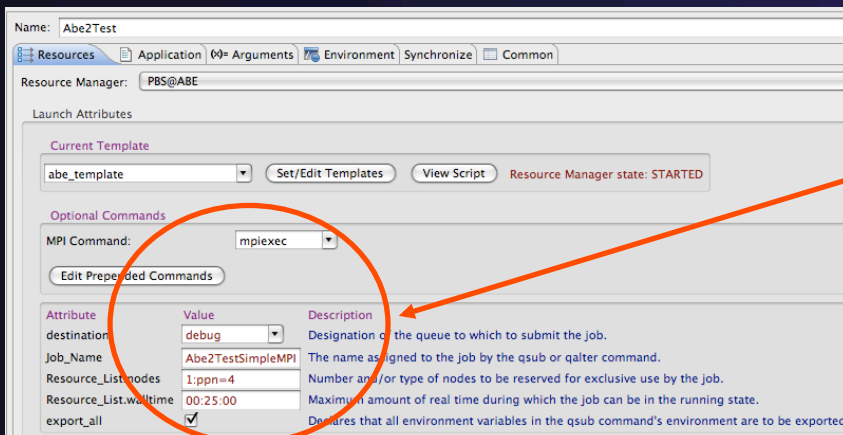 Name: Abe2Test
Resources Application (x)= Arguments Environment Synchronize Common
Resource Manager: PBS@ABE
Launch Attributes
Current Template
abe_template Set/Edit Templates View Script Resource Manager state: STARTED
Optional Commands
MPI Command: mpiexec
Edit Prepended Commands
Attribute Value Description
destination debug Designation of the queue to which to submit the job.
Job_Name Abe2TestSimpleMPI The name assigned to the job by the qsub or qalter command.
Resource_List.nodes 1:ppn=4 Number and/or type of nodes to be reserved for exclusive use by the job.
Resource_List.walltime 00:25:00 Maximum amount of real time during which the job can be in the running state.
export_all Declares that all environment variables in the qsub command's environment are to be exported